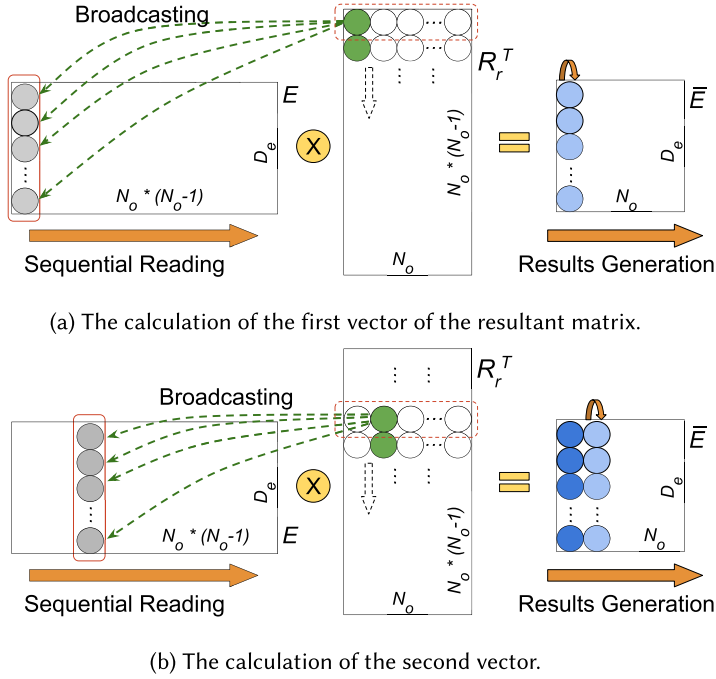 Broadcasting
E
D_e
N_o * (N_o-1)
X
R_r^T
N_o * (N_o-1)
N_o
Ē
D_e
N_o
Sequential Reading
Results Generation
(a) The calculation of the first vector of the resultant matrix.
Broadcasting
D_e
N_o * (N_o-1)
E
X
R_r^T
N_o * (N_o-1)
N_o
Ē
D_e
N_o
Sequential Reading
Results Generation
(b) The calculation of the second vector.